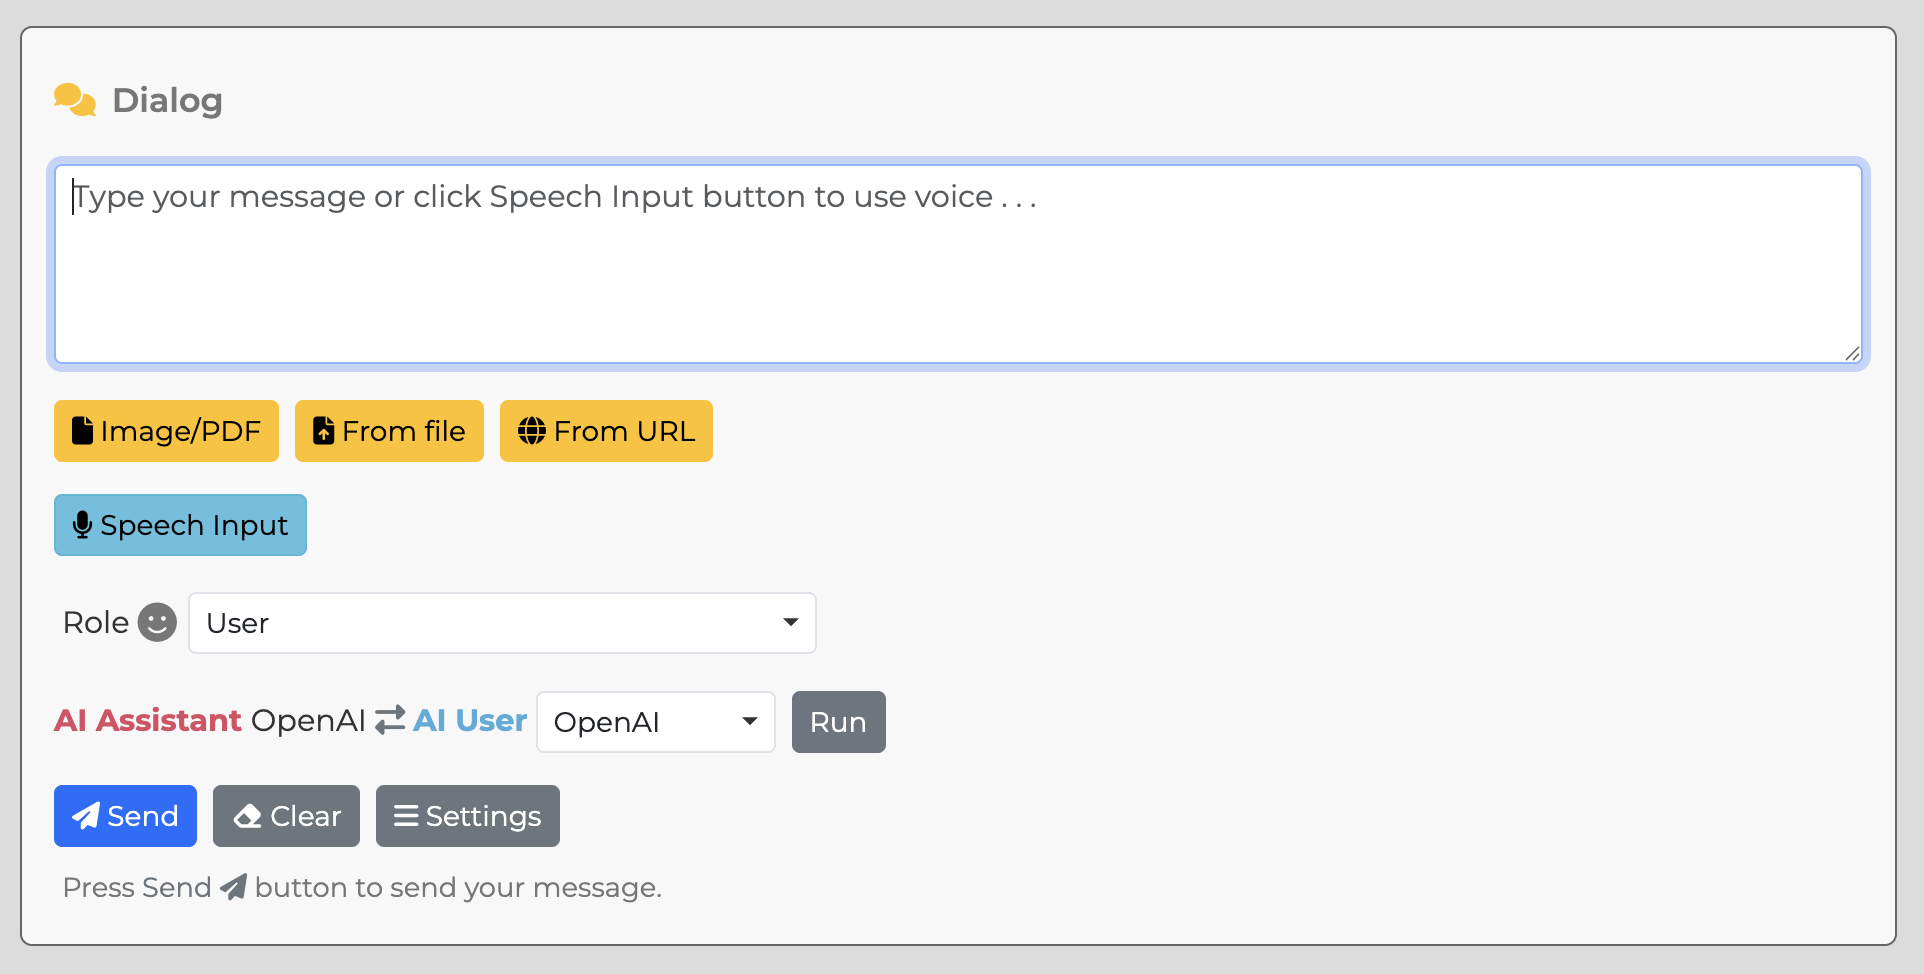 Dialog
Type your message or click Speech Input button to use voice . . .
Image/PDF From file From URL
Speech Input
Role User
AI Assistant OpenAI AI User OpenAI Run
Send Clear Settings
Press Send button to send your message.